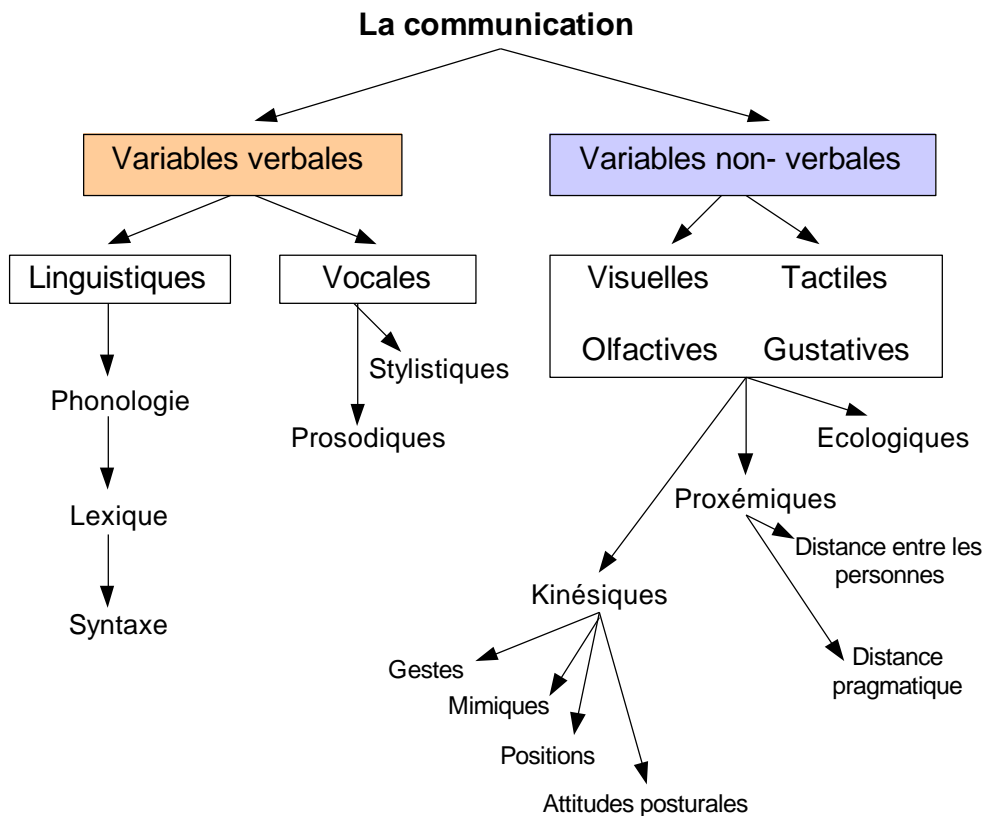 La communication
Variables verbales
Variables non- verbales
Linguistiques
Vocales
Visuelles
Tactiles
Olfactives
Gustatives
Stylistiques
Phonologie
Prosodiques
Ecologiques
Proxémiques
Lexique
Distance entre les
personnes
Kinésiques
Syntaxe
Distance
pragmatique
Gestes
Mimiques
Positions
Attitudes posturales